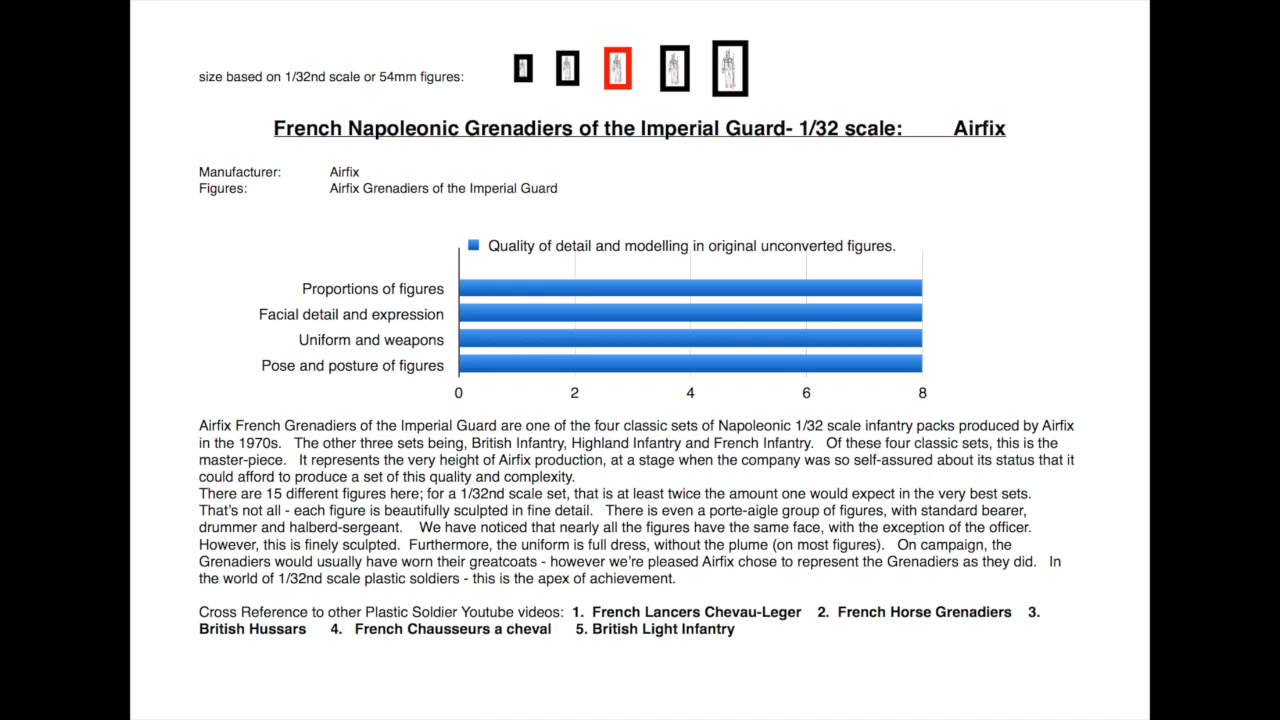 size based on 1/32nd scale or 54mm figures:
French Napoleonic Grenadiers of the Imperial Guard- 1/32 scale: Airfix
Manufacturer: Airfix
Figures: Airfix Grenadiers of the Imperial Guard
Quality of detail and modelling in original unconverted figures.
Proportions of figures
Facial detail and expression
Uniform and weapons
Pose and posture of figures
0 2 4 6 8
Airfix French Grenadiers of the Imperial Guard are one of the four classic sets of Napoleonic 1/32 scale infantry packs produced by Airfix
in the 1970s. The other three sets being, British Infantry, Highland Infantry and French Infantry. Of these four classic sets, this is the
master-piece. It represents the very height of Airfix production, at a stage when the company was so self-assured about its status that it
could afford to produce a set of this quality and complexity.
There are 15 different figures here; for a 1/32nd scale set, that is at least twice the amount one would expect in the very best sets.
That's not all - each figure is beautifully sculpted in fine detail. There is even a porte-aigle group of figures, with standard bearer,
drummer and halberd-sergeant. We have noticed that nearly all the figures have the same face, with the exception of the officer.
However, this is finely sculpted. Furthermore, the uniform is full dress, without the plume (on most figures). On campaign, the
Grenadiers would usually have worn their greatcoats - however we're pleased Airfix chose to represent the Grenadiers as they did. In
the world of 1/32nd scale plastic soldiers - this is the apex of achievement.
Cross Reference to other Plastic Soldier Youtube videos: 1. French Lancers Chevau-Leger 2. French Horse Grenadiers 3.
British Hussars 4. French Chausseurs a cheval 5. British Light Infantry